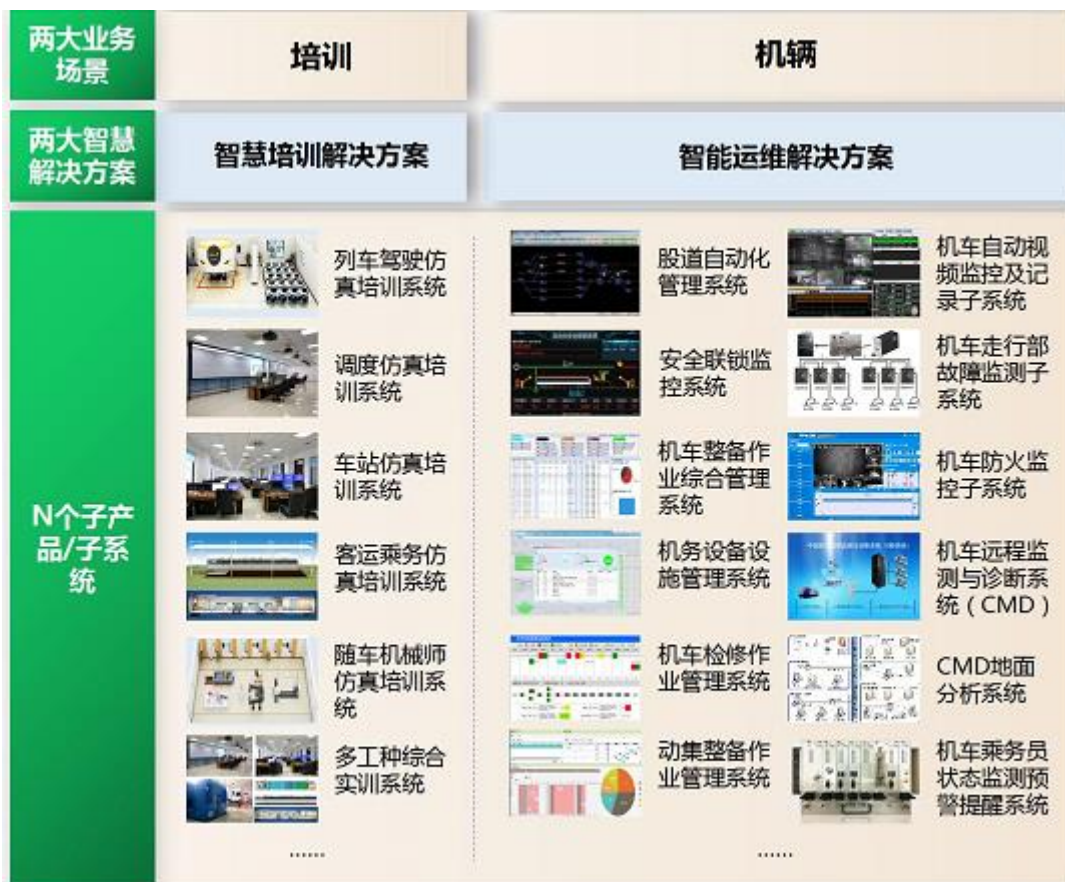 两大业务
场景
培训
机辆
两大智慧
解决方案
智慧培训解决方案
智能运维解决方案
N个子产
品/子系
统
列车驾驶仿
真培训系统
调度仿真培
训系统
车站仿真培
训系统
客运乘务仿
真培训系统
随车机械师
仿真培训系
统
多工种综合
实训系统
......
股道自动化
管理系统
安全联锁监
控系统
机车整备作
业综合管理
系统
机务设备设
施管理系统
机车检修作
业管理系统
动集整备作
业管理系统
机车自动视
频监控及记
录子系统
机车走行部
故障监测子
系统
机车防火监
控子系统
机车远程监
测与诊断系
统（CMD）
CMD地面
分析系统
机车乘务员
状态监测预
警提醒系统
......